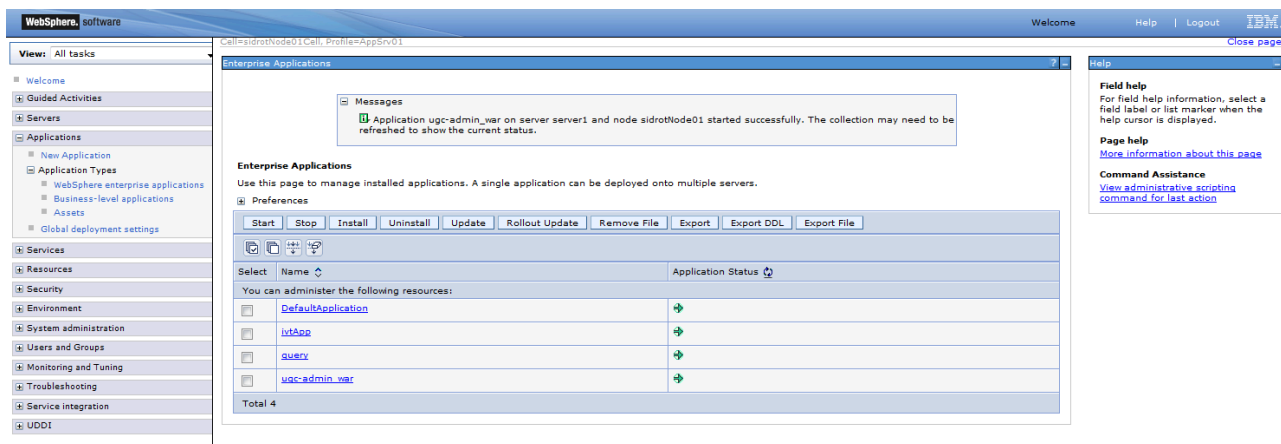 WebSphere. software
Welcome
Help | Logout
IBM.
View: All tasks
Cell=sidrotNode01Cell, Profile=AppSrv01
Close page
Welcome
Guided Activities
Servers
Applications
New Application
Application Types
WebSphere enterprise applications
Business-level applications
Assets
Global deployment settings
Services
Resources
Security
Environment
System administration
Users and Groups
Monitoring and Tuning
Troubleshooting
Service integration
UDDI
Enterprise Applications
? -
Messages
Application ugc-admin_war on server server1 and node sidrotNode01 started successfully. The collection may need to be
refreshed to show the current status.
Enterprise Applications
Use this page to manage installed applications. A single application can be deployed onto multiple servers.
Preferences
Start Stop Install Uninstall Update Rollout Update Remove File Export Export DDL Export File
Select Name Application Status
You can administer the following resources:
DefaultApplication
ivtApp
query
ugc-admin_war
Total 4
Help
Field help
For field help information, select a
field label or list marker when the
help cursor is displayed.
Page help
More information about this page
Command Assistance
View administrative scripting
command for last action